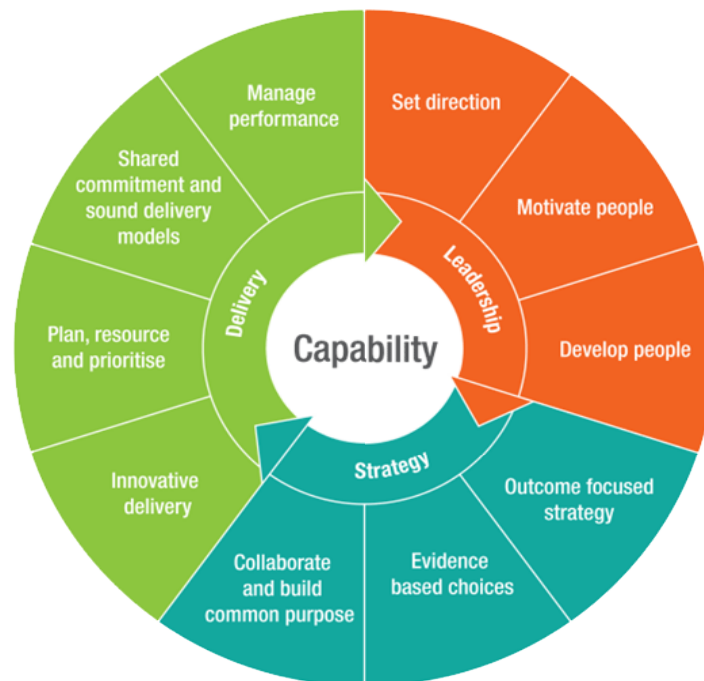 Capability
Leadership
Set direction
Motivate people
Develop people
Strategy
Outcome focused
strategy
Evidence
based choices
Collaborate
and build
common purpose
Delivery
Innovative
delivery
Plan, resource
and prioritise
Shared
commitment and
sound delivery
models
Manage
performance